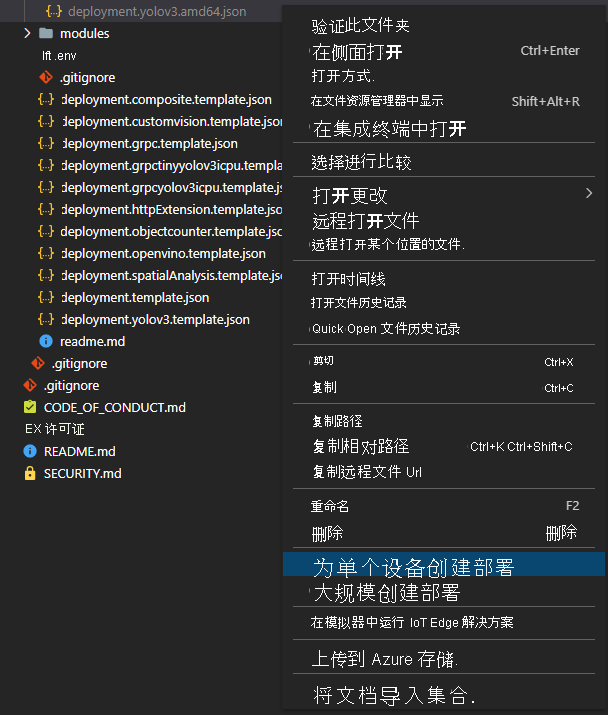 deployment.yolov3.amd64.json
modules
.env
.gitignore
deployment.composite.template.json
deployment.customvision.template.json
deployment.grpc.template.json
deployment.grpctinyyolov3icpu.templa
deployment.grpcyolov3icpu.template.js
deployment.httpExtension.template.jso
deployment.objectcounter.template.jso
deployment.openvino.template.json
deployment.spatialAnalysis.template.jso
deployment.template.json
deployment.yolov3.template.json
readme.md
.gitignore
.gitignore
CODE_OF_CONDUCT.md
EX 许可证
README.md
SECURITY.md
验证此文件夹
在侧面打开 Ctrl+Enter
打开方式.
在文件资源管理器中显示 Shift+Alt+R
在集成终端中打开
选择进行比较
打开更改
远程打开文件
远程打开某个位置的文件.
打开时间线
打开文件历史记录
Quick Open 文件历史记录
剪切 Ctrl+X
复制 Ctrl+C
复制路径
复制相对路径 Ctrl+K Ctrl+Shift+C
复制远程文件 Url
重命名 F2
删除 删除
为单个设备创建部署
大规模创建部署
在模拟器中运行 IoT Edge 解决方案
上传到 Azure 存储.
将文档导入集合.